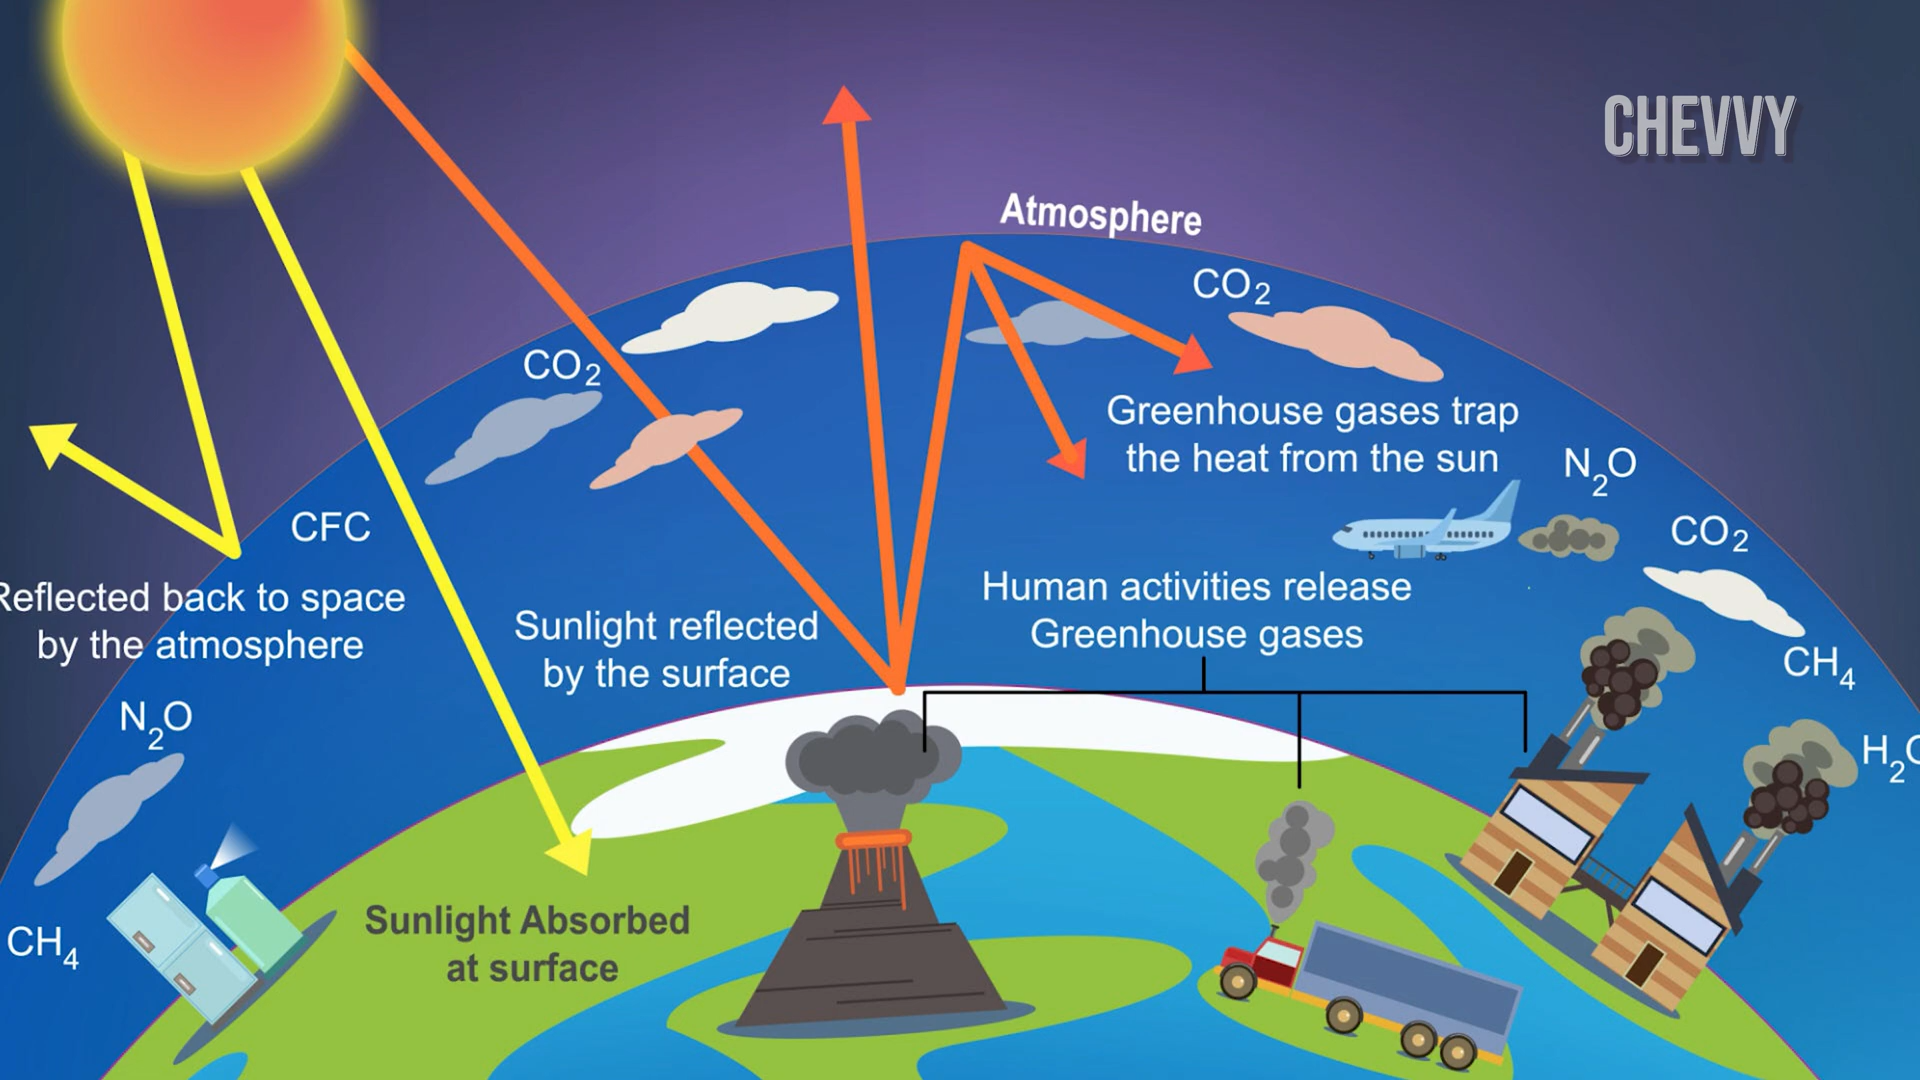 CHEVVY
Atmosphere
CO₂
CO₂
Greenhouse gases trap
the heat from the sun
N₂O
CO₂
CFC
Reflected back to space
by the atmosphere
Sunlight reflected
by the surface
Human activities release
Greenhouse gases
CH₄
N₂O
H₂O
Sunlight Absorbed
at surface
CH₄